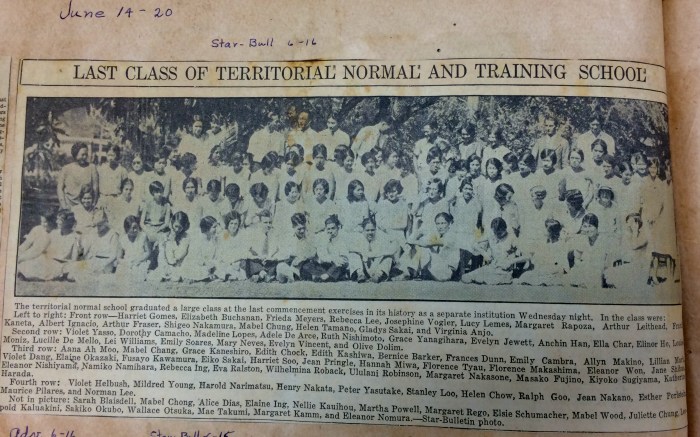 June 14-20
Star-Bull 6-16
LAST CLASS OF TERRITORIAL NORMAL AND TRAINING SCHOOL
The territorial normal school graduated a large class at the last commencement exercises in its history as a separate institution Wednesday night. In the class were:
Left to right: Front row—Harriet Gomes, Elizabeth Buchanan, Frieda Meyers, Rebecca Lee, Josephine Vogler, Lucy Lemes, Margaret Rapoza, Arthur Leithead,
Kaneta, Albert Ignacio, Arthur Fraser, Shigeo Nakamura, Mabel Chung, Helen Tamano, Gladys Sakai, and Virginia Anjo.
Second row: Violet Yasso, Dorothy Camacho, Madeline Lopes, Adele De Arce, Ruth Nishimoto, Grace Yanagihara, Evelyn Jewett, Anchin Han, Ella Char, Elinor
Moniz, Lucille De Mello, Lei Williams, Emily Soares, Mary Neves, Evelyn Vincent, and Olive Dolim.
Third row: Anna Ah Moo, Mabel Chang, Grace Kaneshiro, Edith Chock, Edith Kashiwa, Bernice Barker, Frances Dunn, Emily Cambra, Allyn Makino, Lillian
Violet Dang, Elaine Okazaki, Fusayo Kawamura, Eiko Sakai, Harriet Soo, Jean Pringle, Hannah Miwa, Florence Tyau, Florence Makashima, Eleanor Won, Jane
Eleanor Nishiyama, Namiko Namihara, Rebecca Ing, Eva Ralston, Wilhelmina Roback, Ululani Robinson, Margaret Nakasone, Masako Fujino, Kiyoko Sugiyama,
Harada.
Fourth row: Violet Helbush, Mildred Young, Harold Narimatsu, Henry Nakata, Peter Yasutake, Stanley Loo, Helen Chow, Ralph Goo, Jean Nakano, Esther
Maurice Pilares, and Norman Lee.
Not in picture: Sarah Blaisdell, Mabel Chong, Alice Dias, Elaine Ing, Nellie Kauihou, Martha Powell, Margaret Rego, Elsie Schumacher, Mabel Wood, Juliette Chung,
pold Kaluakini, Sakiko Okubo, Wallace Otsuka, Mae Takumi, Margaret Kamm, and Eleanor Nomura.—Star-Bulletin photo.
6-16